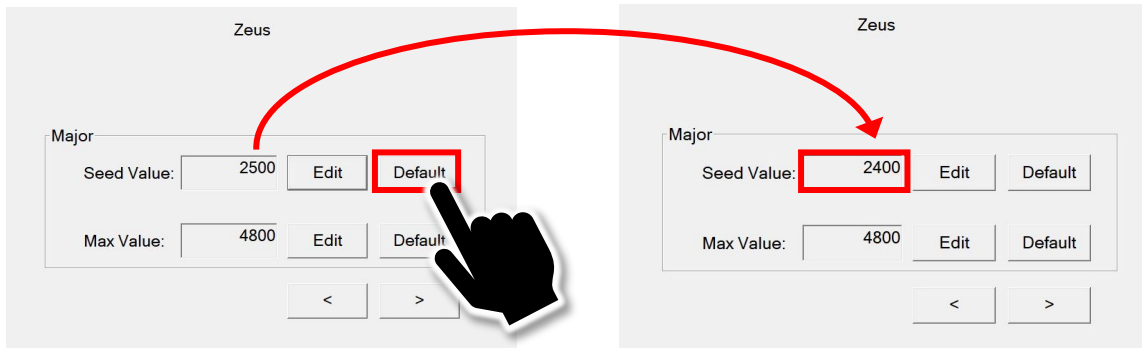 Zeus
Major
Seed Value: 2500 Edit Default
Max Value: 4800 Edit Default
< >
Zeus
Major
Seed Value: 2400 Edit Default
Max Value: 4800 Edit Default
< >